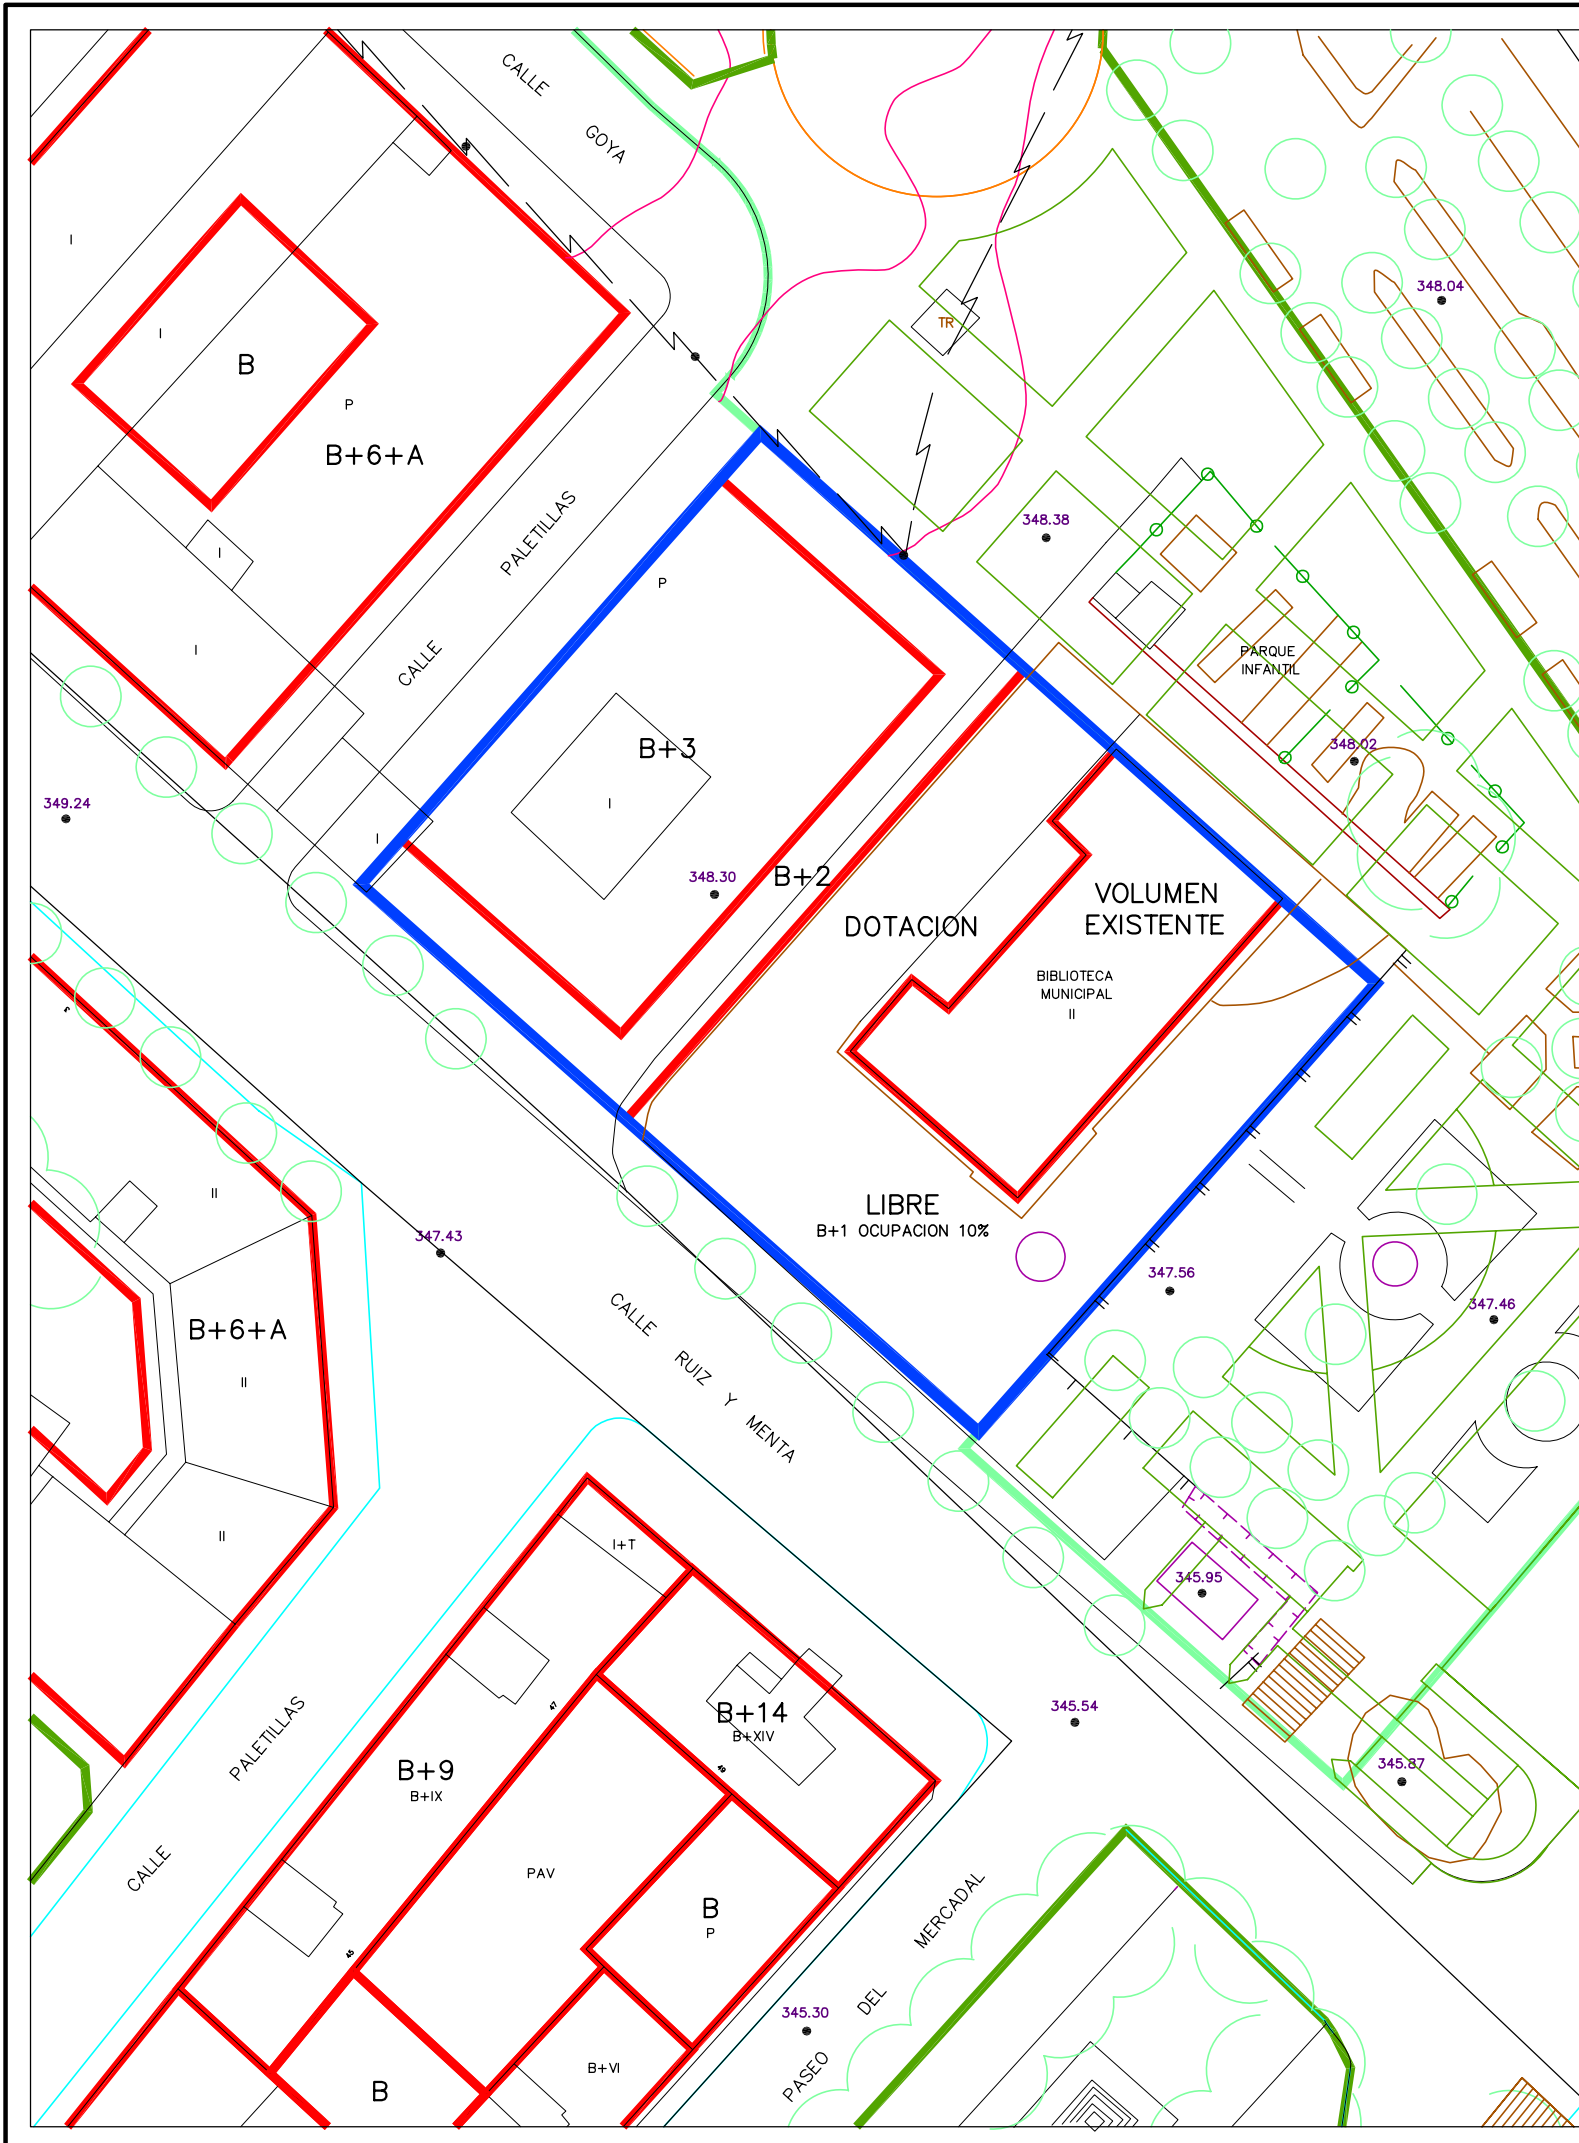 CALLE
GOYA
I
348.04
I
TR
B
P
B+6+A
348.38
PALETILLAS
I
P
PARQUE
INFANTIL
I
CALLE
B+3
348.02
349.24
I
I
348.30
B+2
VOLUMEN
EXISTENTE
DOTACION
BIBLIOTECA
MUNICIPAL
II
II
LIBRE
B+1 OCUPACION 10%
347.43
347.56
347.46
CALLE
RUIZ Y MENTA
B+6+A
II
II
I+T
345.95
PALETILLAS
47
B+14
B+XIV
345.54
49
B+9
B+IX
345.87
CALLE
PAV
B
P
MERCADAL
45
DEL
345.30
PASEO
B+VI
B